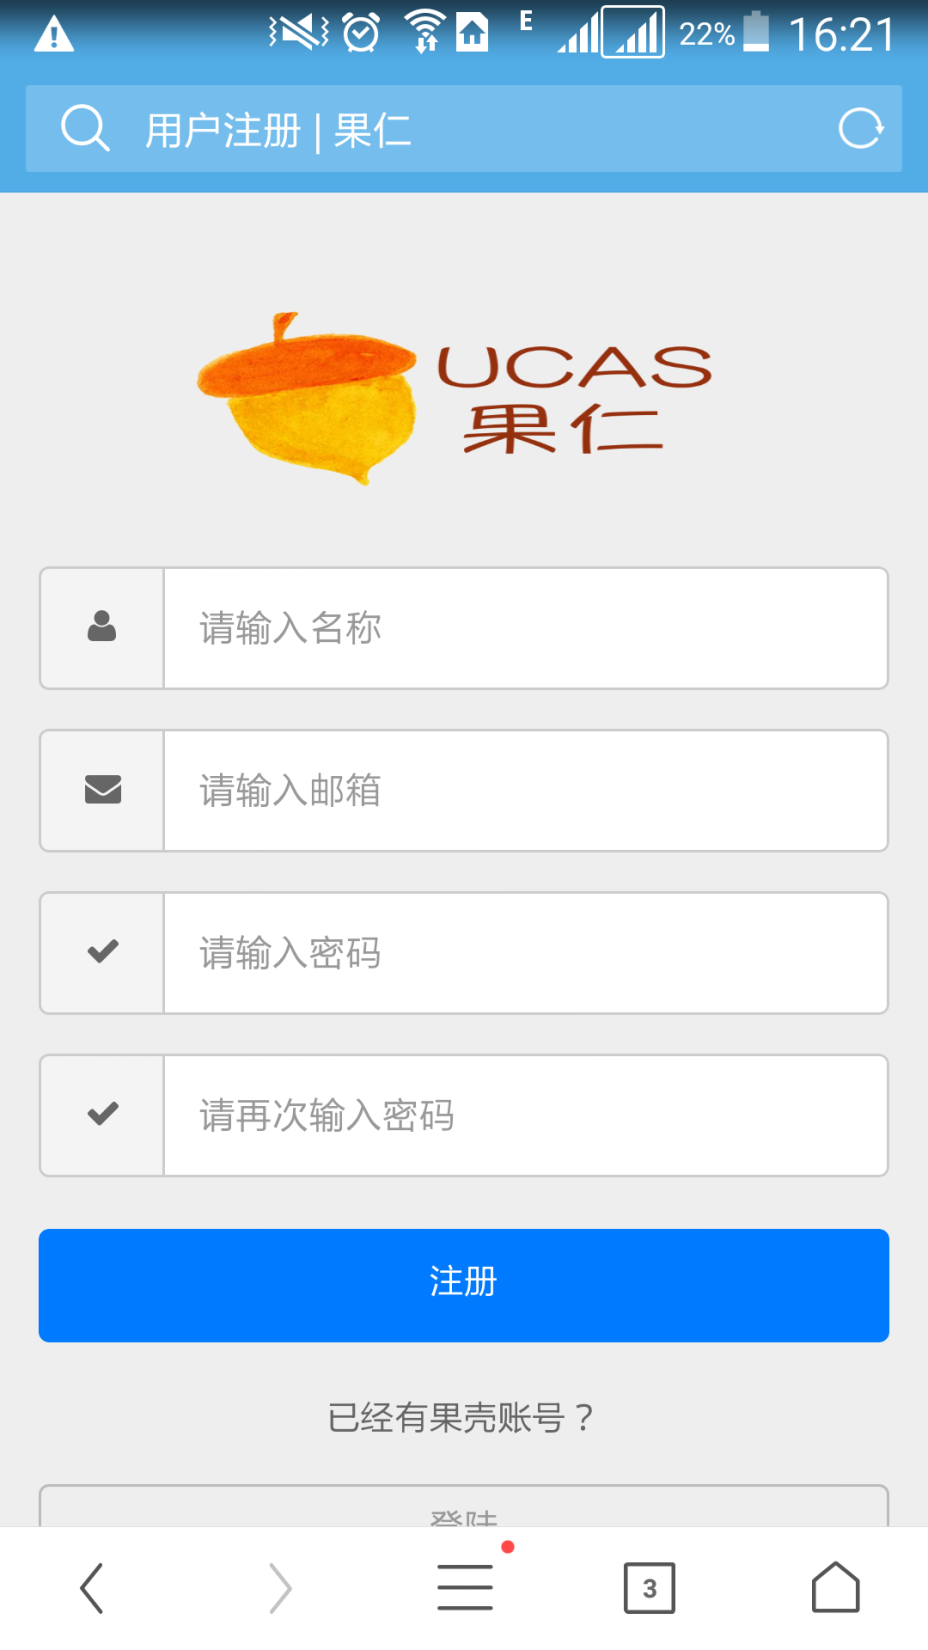 E 22% 16:21
用户注册 | 果仁
UCAS
果仁
请输入名称
请输入邮箱
请输入密码
请再次输入密码
注册
已经有果壳账号？
登陆
3